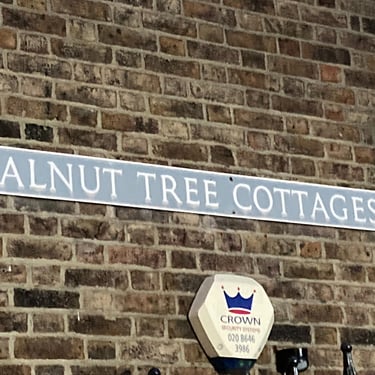 ALNUT TREE COTTAGES
CROWN
SECURITY SYSTEMS
020 8646
3986